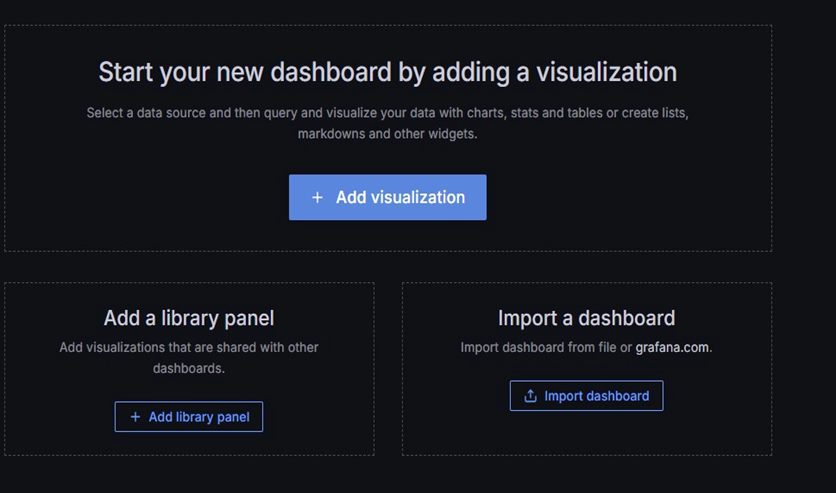 Start your new dashboard by adding a visualization
Select a data source and then query and visualize your data with charts, stats and tables or create lists,
markdowns and other widgets.
+ Add visualization
Add a library panel
Add visualizations that are shared with other
dashboards.
+ Add library panel
Import a dashboard
Import dashboard from file or grafana.com.
Import dashboard